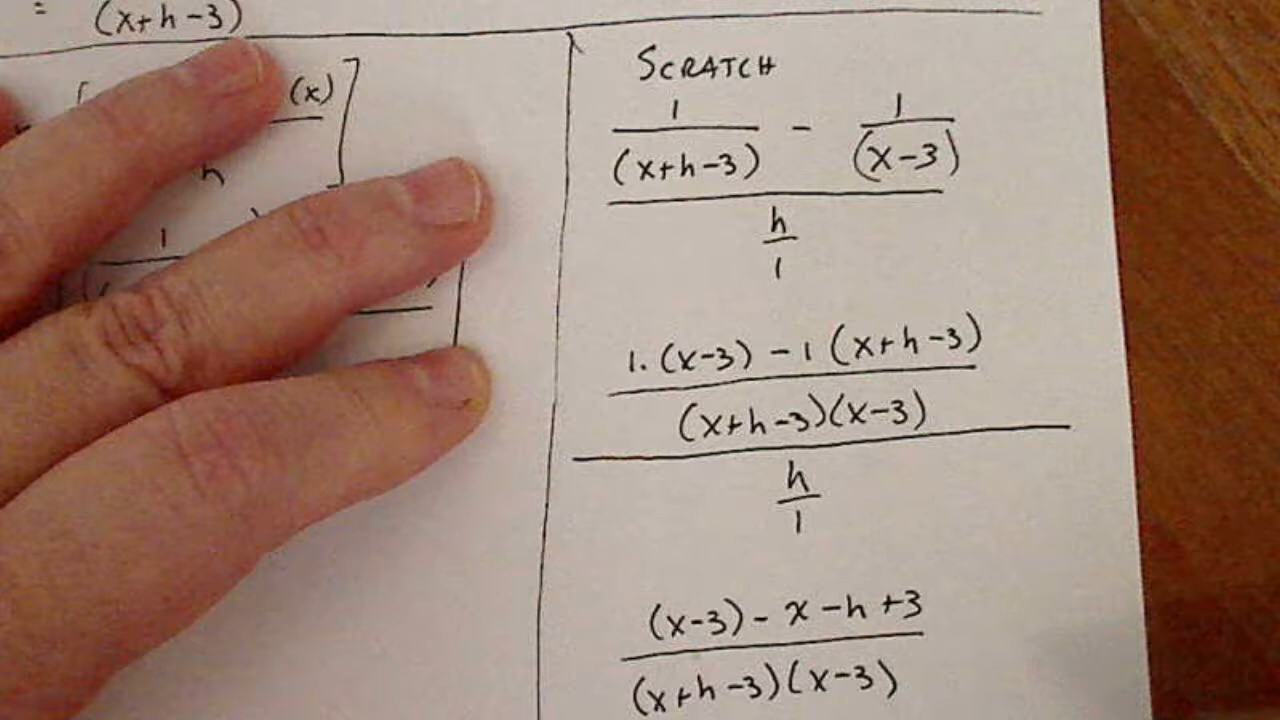 = (x+h-3)
(x)
h
1
SCRATCH
1 1
(x+h-3) - (x-3)
h
1
1.(x-3) - 1(x+h-3)
(x+h-3)(x-3)
h
1
(x-3) - x - h + 3
(x+h-3)(x-3)